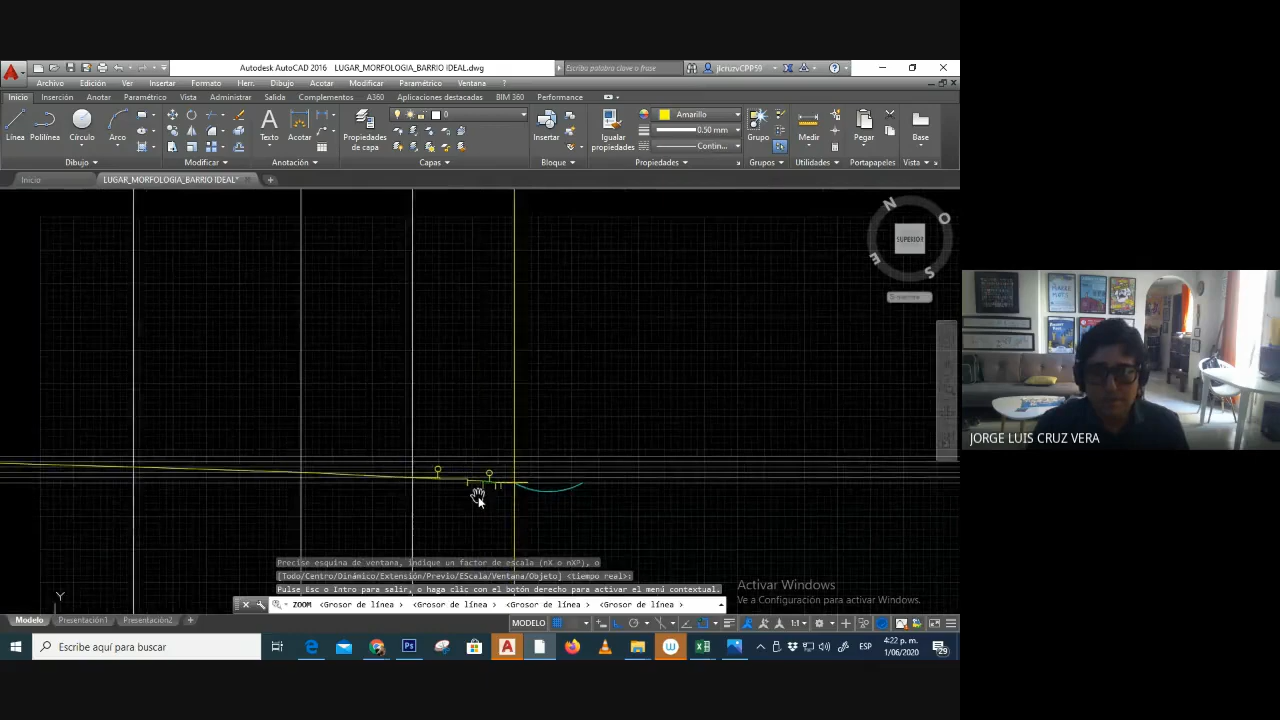 Autodesk AutoCAD 2016 LUGAR_MORFOLOGIA_BARRIO IDEAL.dwg
Escriba palabra clave o frase
jlcruzvCPP59
Archivo Edición Ver Insertar Formato Herr. Dibujo Acotar Modificar Paramétrico Ventana ?
Inicio Inserción Anotar Paramétrico Vista Administrar Salida Complementos A360 Aplicaciones destacadas BIM 360 Performance
0
Amarillo
0.50 mm
Contin...
Línea Polilínea Círculo Arco
Texto Acotar
Propiedades de capa
Insertar
Igualar propiedades
Grupo
Medir
Pegar
Base
Dibujo Modificar Anotación Capas Bloque Propiedades Grupos Utilidades Portapapeles Vista
Inicio LUGAR_MORFOLOGIA_BARRIO IDEAL*
N
O
SUPERIOR
E
S
JORGE LUIS CRUZ VERA
Precise esquina de ventana, indique un factor de escala (nX o nXP), o
[Todo/Centro/Dinámico/Extensión/Previo/EScala/Ventana/Objeto] <tiempo real>:
Pulse Esc o Intro para salir, o haga clic con el botón derecho para activar el menú contextual.
ZOOM <Grosor de línea> <Grosor de línea> <Grosor de línea> <Grosor de línea>
Activar Windows
Ve a Configuración para activar Windows.
Y
Modelo Presentación1 Presentación2
MODELO
1:1
Escribe aquí para buscar
ESP
4:22 p. m.
1/06/2020
29